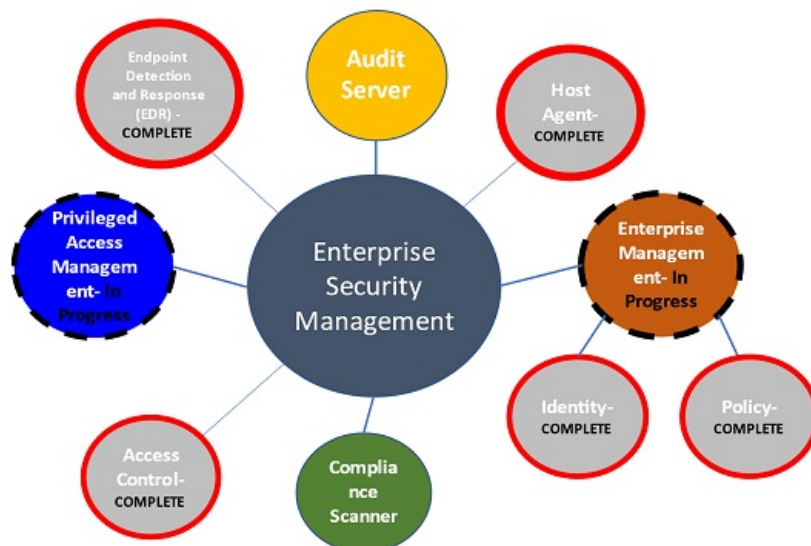 Endpoint
Detection
and Response
(EDR) -
COMPLETE
Audit
Server
Host
Agent-
COMPLETE
Privileged
Access
Managem
ent- In
Progress
Enterprise
Security
Management
Enterprise
Managem
ent- In
Progress
Identity-
COMPLETE
Policy-
COMPLETE
Access
Control-
COMPLETE
Complia
nce
Scanner